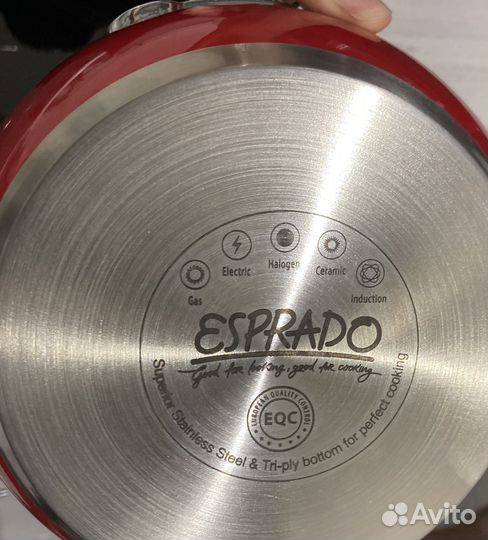 Gas
Electric
Halogen
Ceramic
Induction
ESPRADO
Good for looking, good for cooking
EUROPEAN QUALITY CONTROL
EQC
Superior Stainless Steel & Tri-ply bottom for perfect cooking
Avito